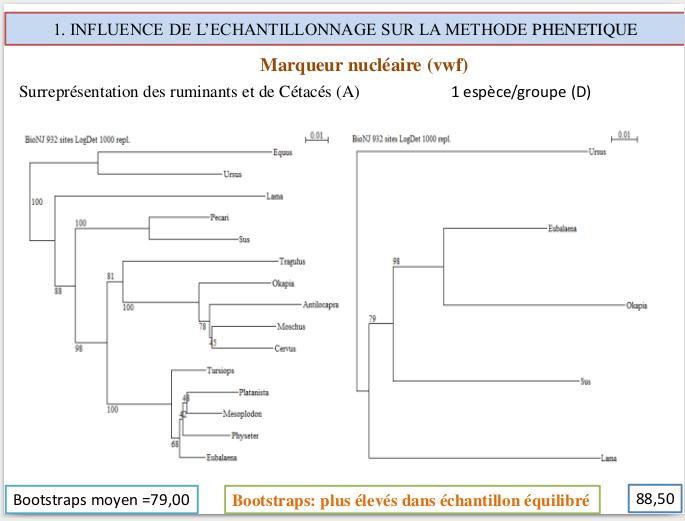 1. INFLUENCE DE L'ECHANTILLONNAGE SUR LA METHODE PHENETIQUE
Marqueur nucléaire (vwf)
Surreprésentation des ruminants et de Cétacés (A)
1 espèce/groupe (D)
BioNJ 932 sites LogDet 1000 repl.
0.01
Equus
Ursus
100
Lama
100
Pecari
Sus
88
81
Tragulus
Okapia
100
Antilocapra
78
Moschus
45
Cervus
98
Tursiops
100
48
Platanista
42
Mesoplodon
Physeter
68
Eubalaena
BioNJ 932 sites LogDet 1000 repl.
0.01
Ursus
Eubalaena
98
Okapia
79
Sus
Lama
Bootstraps moyen =79,00
Bootstraps: plus élevés dans échantillon équilibré
88,50